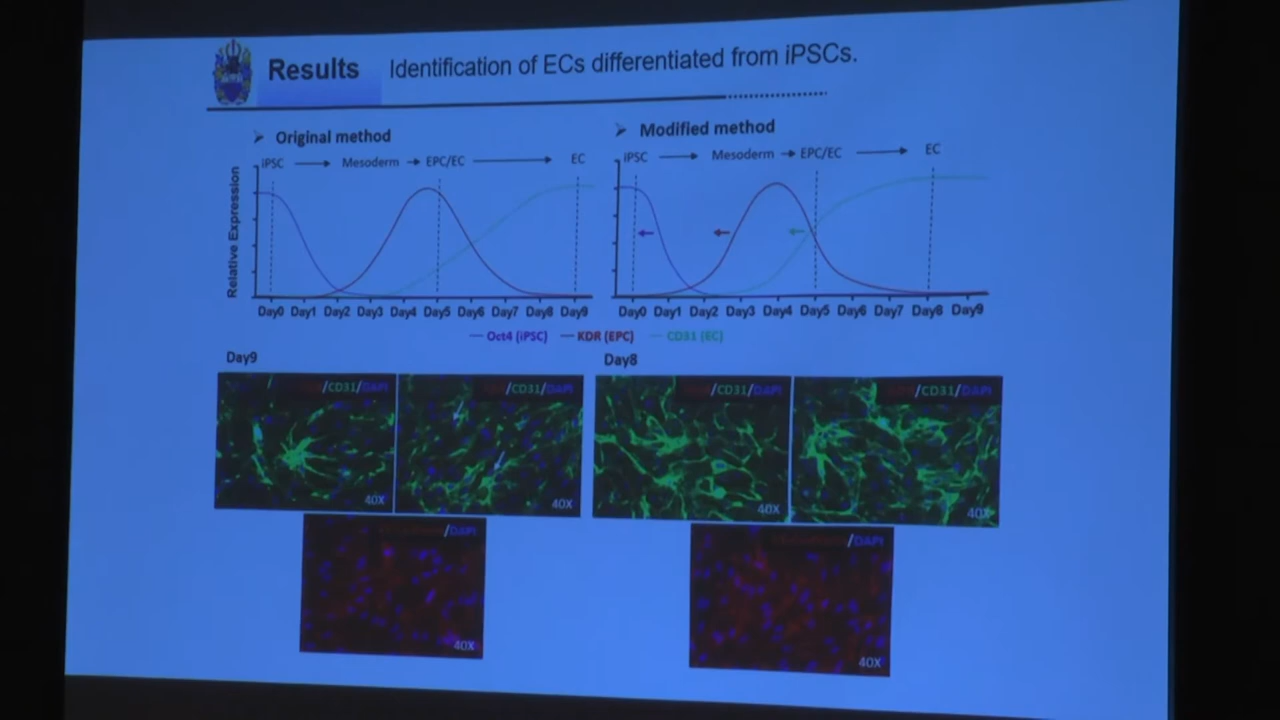 Results Identification of ECs differentiated from iPSCs.
➢ Original method
iPSC → Mesoderm → EPC/EC → EC
Relative Expression
Day0 Day1 Day2 Day3 Day4 Day5 Day6 Day7 Day8 Day9
➢ Modified method
iPSC → Mesoderm → EPC/EC → EC
Day0 Day1 Day2 Day3 Day4 Day5 Day6 Day7 Day8 Day9
Oct4 (iPSC) KDR (EPC) CD31 (EC)
Day9
/CD31/DAPI
40X
/CD31/DAPI
40X
/DAPI
40X
Day8
/CD31/DAPI
40X
/CD31/DAPI
40X
/DAPI
40X